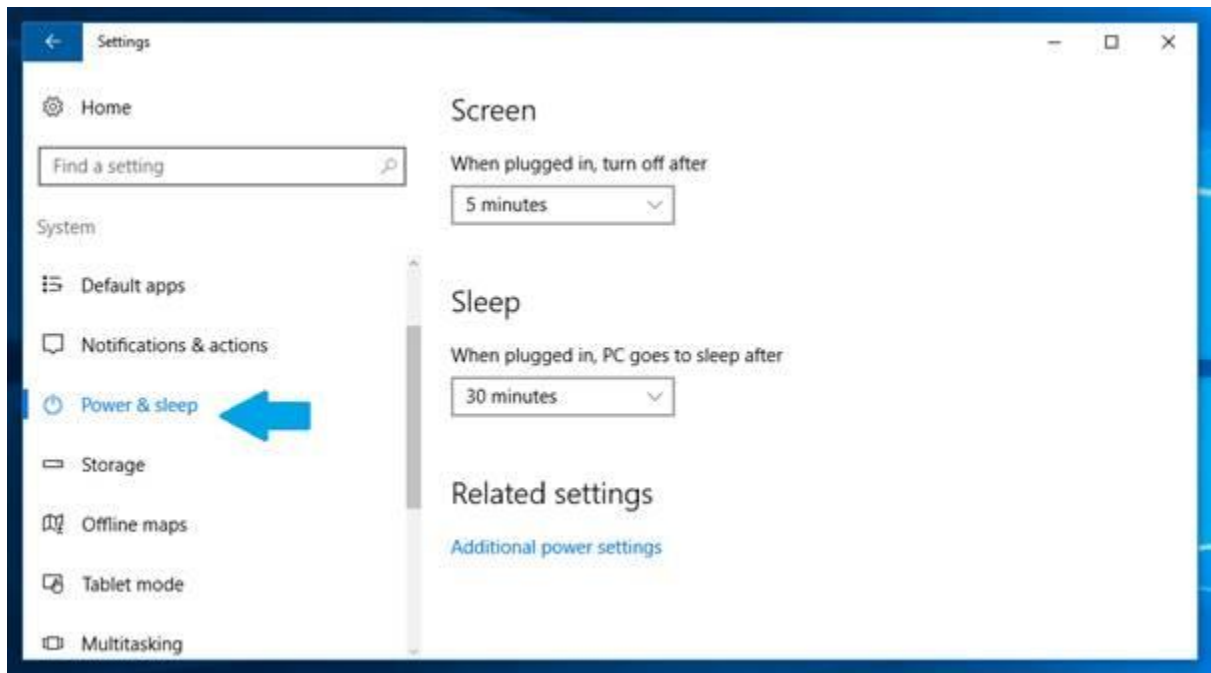 Settings
Home
Find a setting
System
Default apps
Notifications & actions
Power & sleep
Storage
Offline maps
Tablet mode
Multitasking
Screen
When plugged in, turn off after
5 minutes
Sleep
When plugged in, PC goes to sleep after
30 minutes
Related settings
Additional power settings